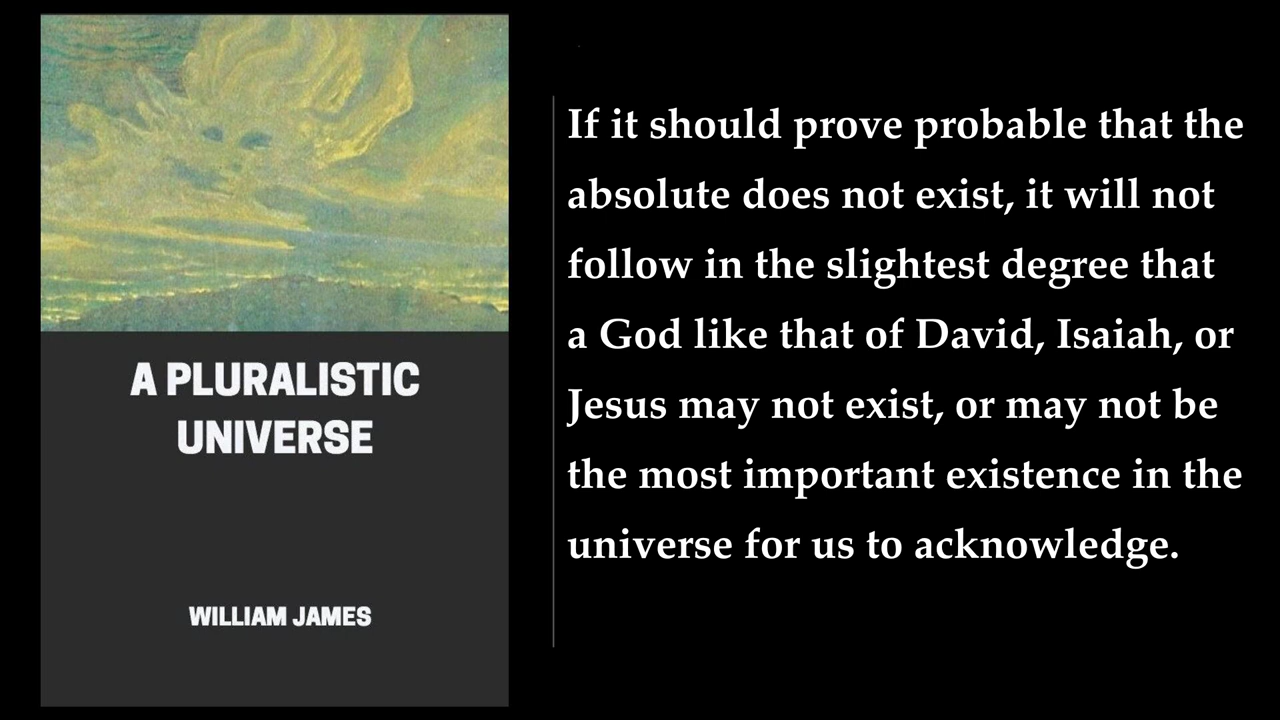 A PLURALISTIC
UNIVERSE
WILLIAM JAMES
If it should prove probable that the
absolute does not exist, it will not
follow in the slightest degree that
a God like that of David, Isaiah, or
Jesus may not exist, or may not be
the most important existence in the
universe for us to acknowledge.